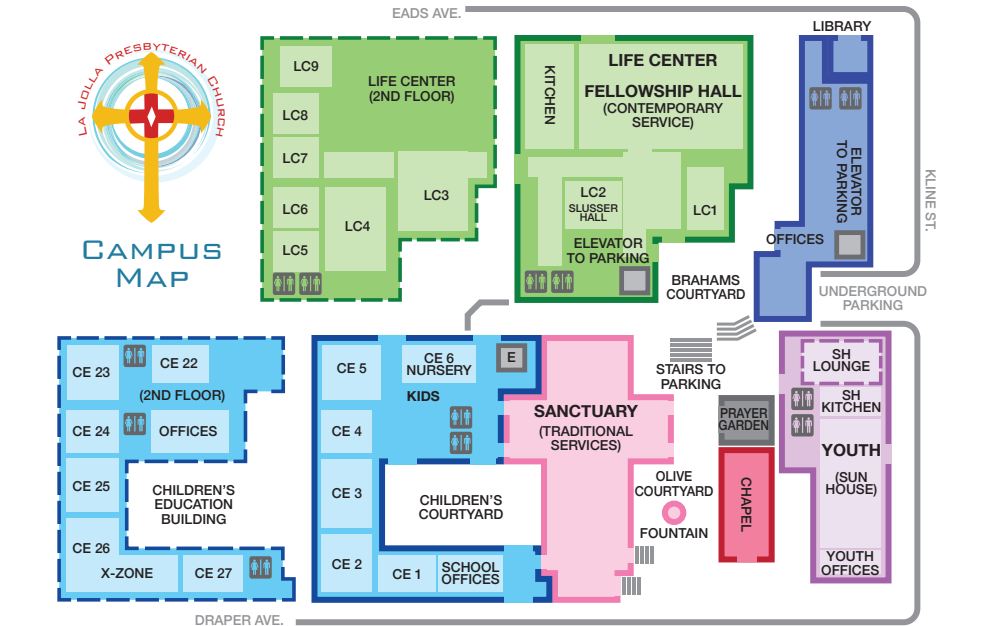 EADS AVE.
LA JOLLA PRESBYTERIAN CHURCH
CAMPUS
MAP
LC9
LIFE CENTER
(2ND FLOOR)
LC8
LC7
LC6
LC5
LC4
LC3
KITCHEN
LIFE CENTER
FELLOWSHIP HALL
(CONTEMPORARY
SERVICE)
LC2
SLUSSER
HALL
LC1
ELEVATOR
TO PARKING
LIBRARY
ELEVATOR
TO PARKING
OFFICES
KLINE ST.
BRAHAMS
COURTYARD
UNDERGROUND
PARKING
STAIRS TO
PARKING
CE 23
CE 22
(2ND FLOOR)
CE 24
OFFICES
CE 25
CHILDREN'S
EDUCATION
BUILDING
CE 26
X-ZONE
CE 27
CE 5
CE 6
NURSERY
E
KIDS
CE 4
CE 3
CHILDREN'S
COURTYARD
CE 2
CE 1
SCHOOL
OFFICES
SANCTUARY
(TRADITIONAL
SERVICES)
OLIVE
COURTYARD
FOUNTAIN
PRAYER
GARDEN
CHAPEL
SH
LOUNGE
SH
KITCHEN
YOUTH
(SUN
HOUSE)
YOUTH
OFFICES
DRAPER AVE.